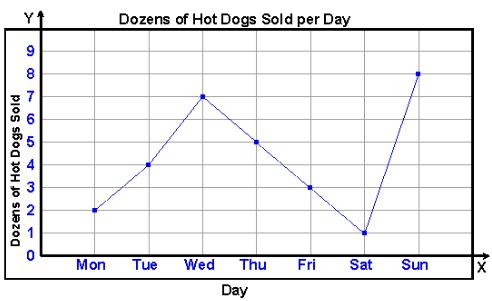 Y
Dozens of Hot Dogs Sold per Day
Dozens of Hot Dogs Sold
9
8
7
6
5
4
3
2
1
0
Mon Tue Wed Thu Fri Sat Sun
X
Day